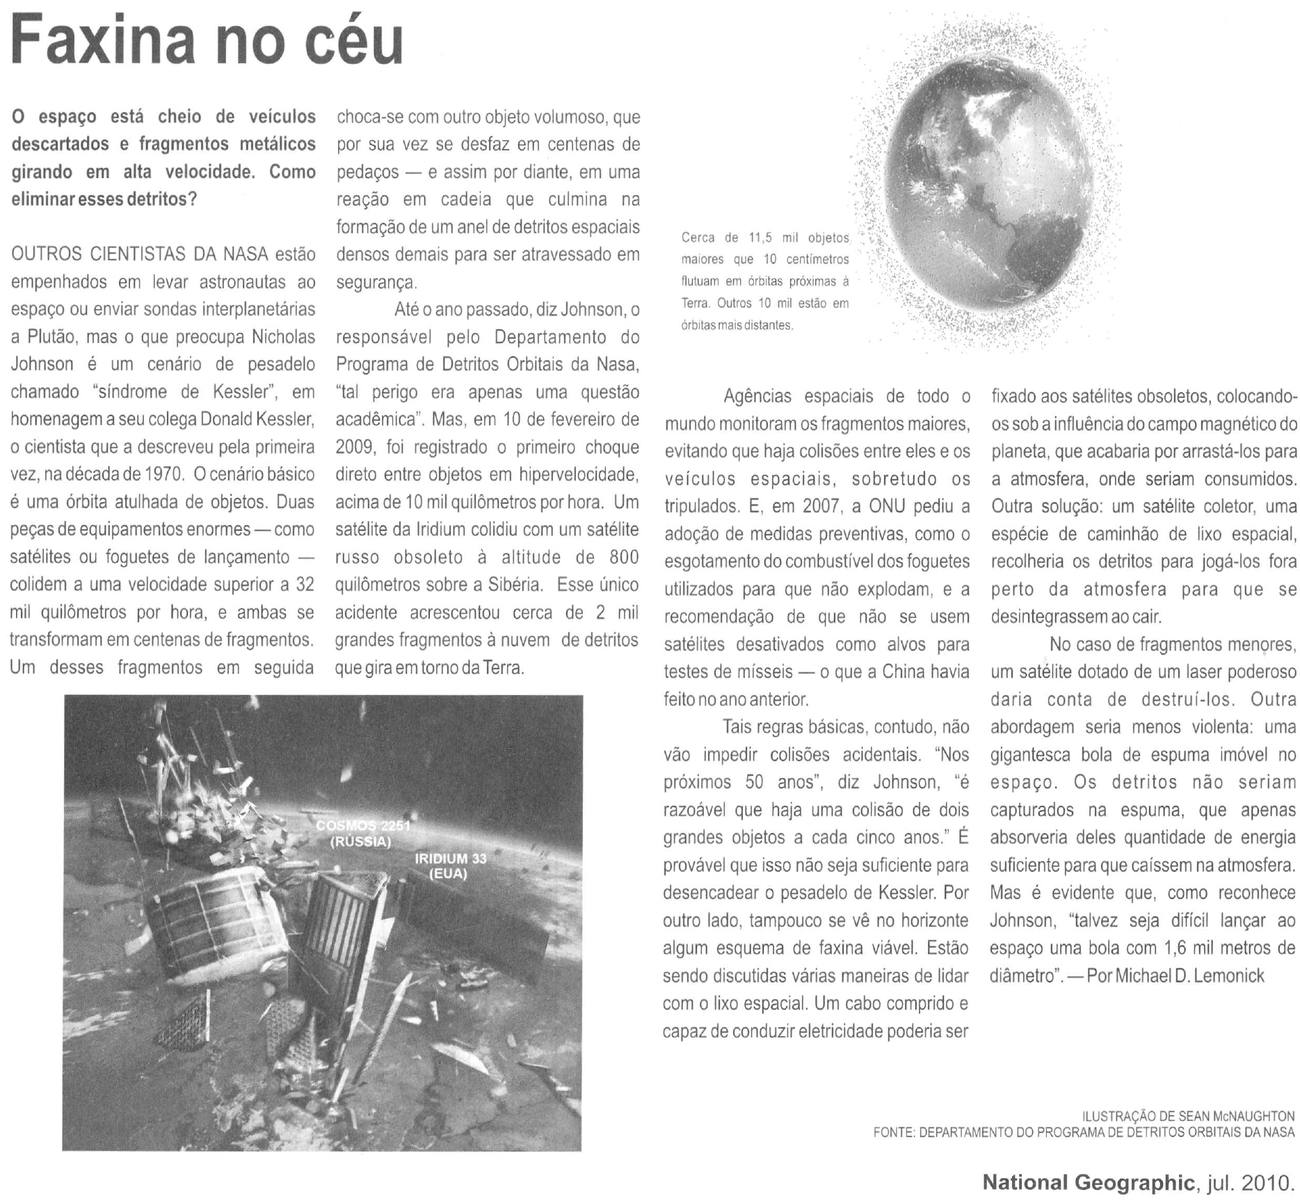 Faxina no céu
O espaço está cheio de veículos
descartados e fragmentos metálicos
girando em alta velocidade. Como
eliminar esses detritos?
OUTROS CIENTISTAS DA NASA estão
empenhados em levar astronautas ao
espaço ou enviar sondas interplanetárias
a Plutão, mas o que preocupa Nicholas
Johnson é um cenário de pesadelo
chamado “síndrome de Kessler”, em
homenagem a seu colega Donald Kessler,
o cientista que a descreveu pela primeira
vez, na década de 1970. O cenário básico
é uma órbita atulhada de objetos. Duas
peças de equipamentos enormes — como
satélites ou foguetes de lançamento —
colidem a uma velocidade superior a 32
mil quilômetros por hora, e ambas se
transformam em centenas de fragmentos.
Um desses fragmentos em seguida
choca-se com outro objeto volumoso, que
por sua vez se desfaz em centenas de
pedaços — e assim por diante, em uma
reação em cadeia que culmina na
formação de um anel de detritos espaciais
densos demais para ser atravessado em
segurança.
Até o ano passado, diz Johnson, o
responsável pelo Departamento do
Programa de Detritos Orbitais da Nasa,
“tal perigo era apenas uma questão
acadêmica”. Mas, em 10 de fevereiro de
2009, foi registrado o primeiro choque
direto entre objetos em hipervelocidade,
acima de 10 mil quilômetros por hora. Um
satélite da Iridium colidiu com um satélite
russo obsoleto à altitude de 800
quilômetros sobre a Sibéria. Esse único
acidente acrescentou cerca de 2 mil
grandes fragmentos à nuvem de detritos
que gira em torno da Terra.
COSMOS 2251
(RÚSSIA)
IRIDIUM 33
(EUA)
Cerca de 11,5 mil objetos
maiores que 10 centímetros
flutuam em órbitas próximas à
Terra. Outros 10 mil estão em
órbitas mais distantes.
Agências espaciais de todo o
mundo monitoram os fragmentos maiores,
evitando que haja colisões entre eles e os
veículos espaciais, sobretudo os
tripulados. E, em 2007, a ONU pediu a
adoção de medidas preventivas, como o
esgotamento do combustível dos foguetes
utilizados para que não explodam, e a
recomendação de que não se usem
satélites desativados como alvos para
testes de mísseis — o que a China havia
feito no ano anterior.
Tais regras básicas, contudo, não
vão impedir colisões acidentais. “Nos
próximos 50 anos”, diz Johnson, “é
razoável que haja uma colisão de dois
grandes objetos a cada cinco anos.” É
provável que isso não seja suficiente para
desencadear o pesadelo de Kessler. Por
outro lado, tampouco se vê no horizonte
algum esquema de faxina viável. Estão
sendo discutidas várias maneiras de lidar
com o lixo espacial. Um cabo comprido e
capaz de conduzir eletricidade poderia ser
fixado aos satélites obsoletos, colocando-
os sob a influência do campo magnético do
planeta, que acabaria por arrastá-los para
a atmosfera, onde seriam consumidos.
Outra solução: um satélite coletor, uma
espécie de caminhão de lixo espacial,
recolheria os detritos para jogá-los fora
perto da atmosfera para que se
desintegrassem ao cair.
No caso de fragmentos menores,
um satélite dotado de um laser poderoso
daria conta de destruí-los. Outra
abordagem seria menos violenta: uma
gigantesca bola de espuma imóvel no
espaço. Os detritos não seriam
capturados na espuma, que apenas
absorveria deles quantidade de energia
suficiente para que caíssem na atmosfera.
Mas é evidente que, como reconhece
Johnson, “talvez seja difícil lançar ao
espaço uma bola com 1,6 mil metros de
diâmetro”. — Por Michael D. Lemonick
ILUSTRAÇÃO DE SEAN McNAUGHTON
FONTE: DEPARTAMENTO DO PROGRAMA DE DETRITOS ORBITAIS DA NASA
National Geographic, jul. 2010.